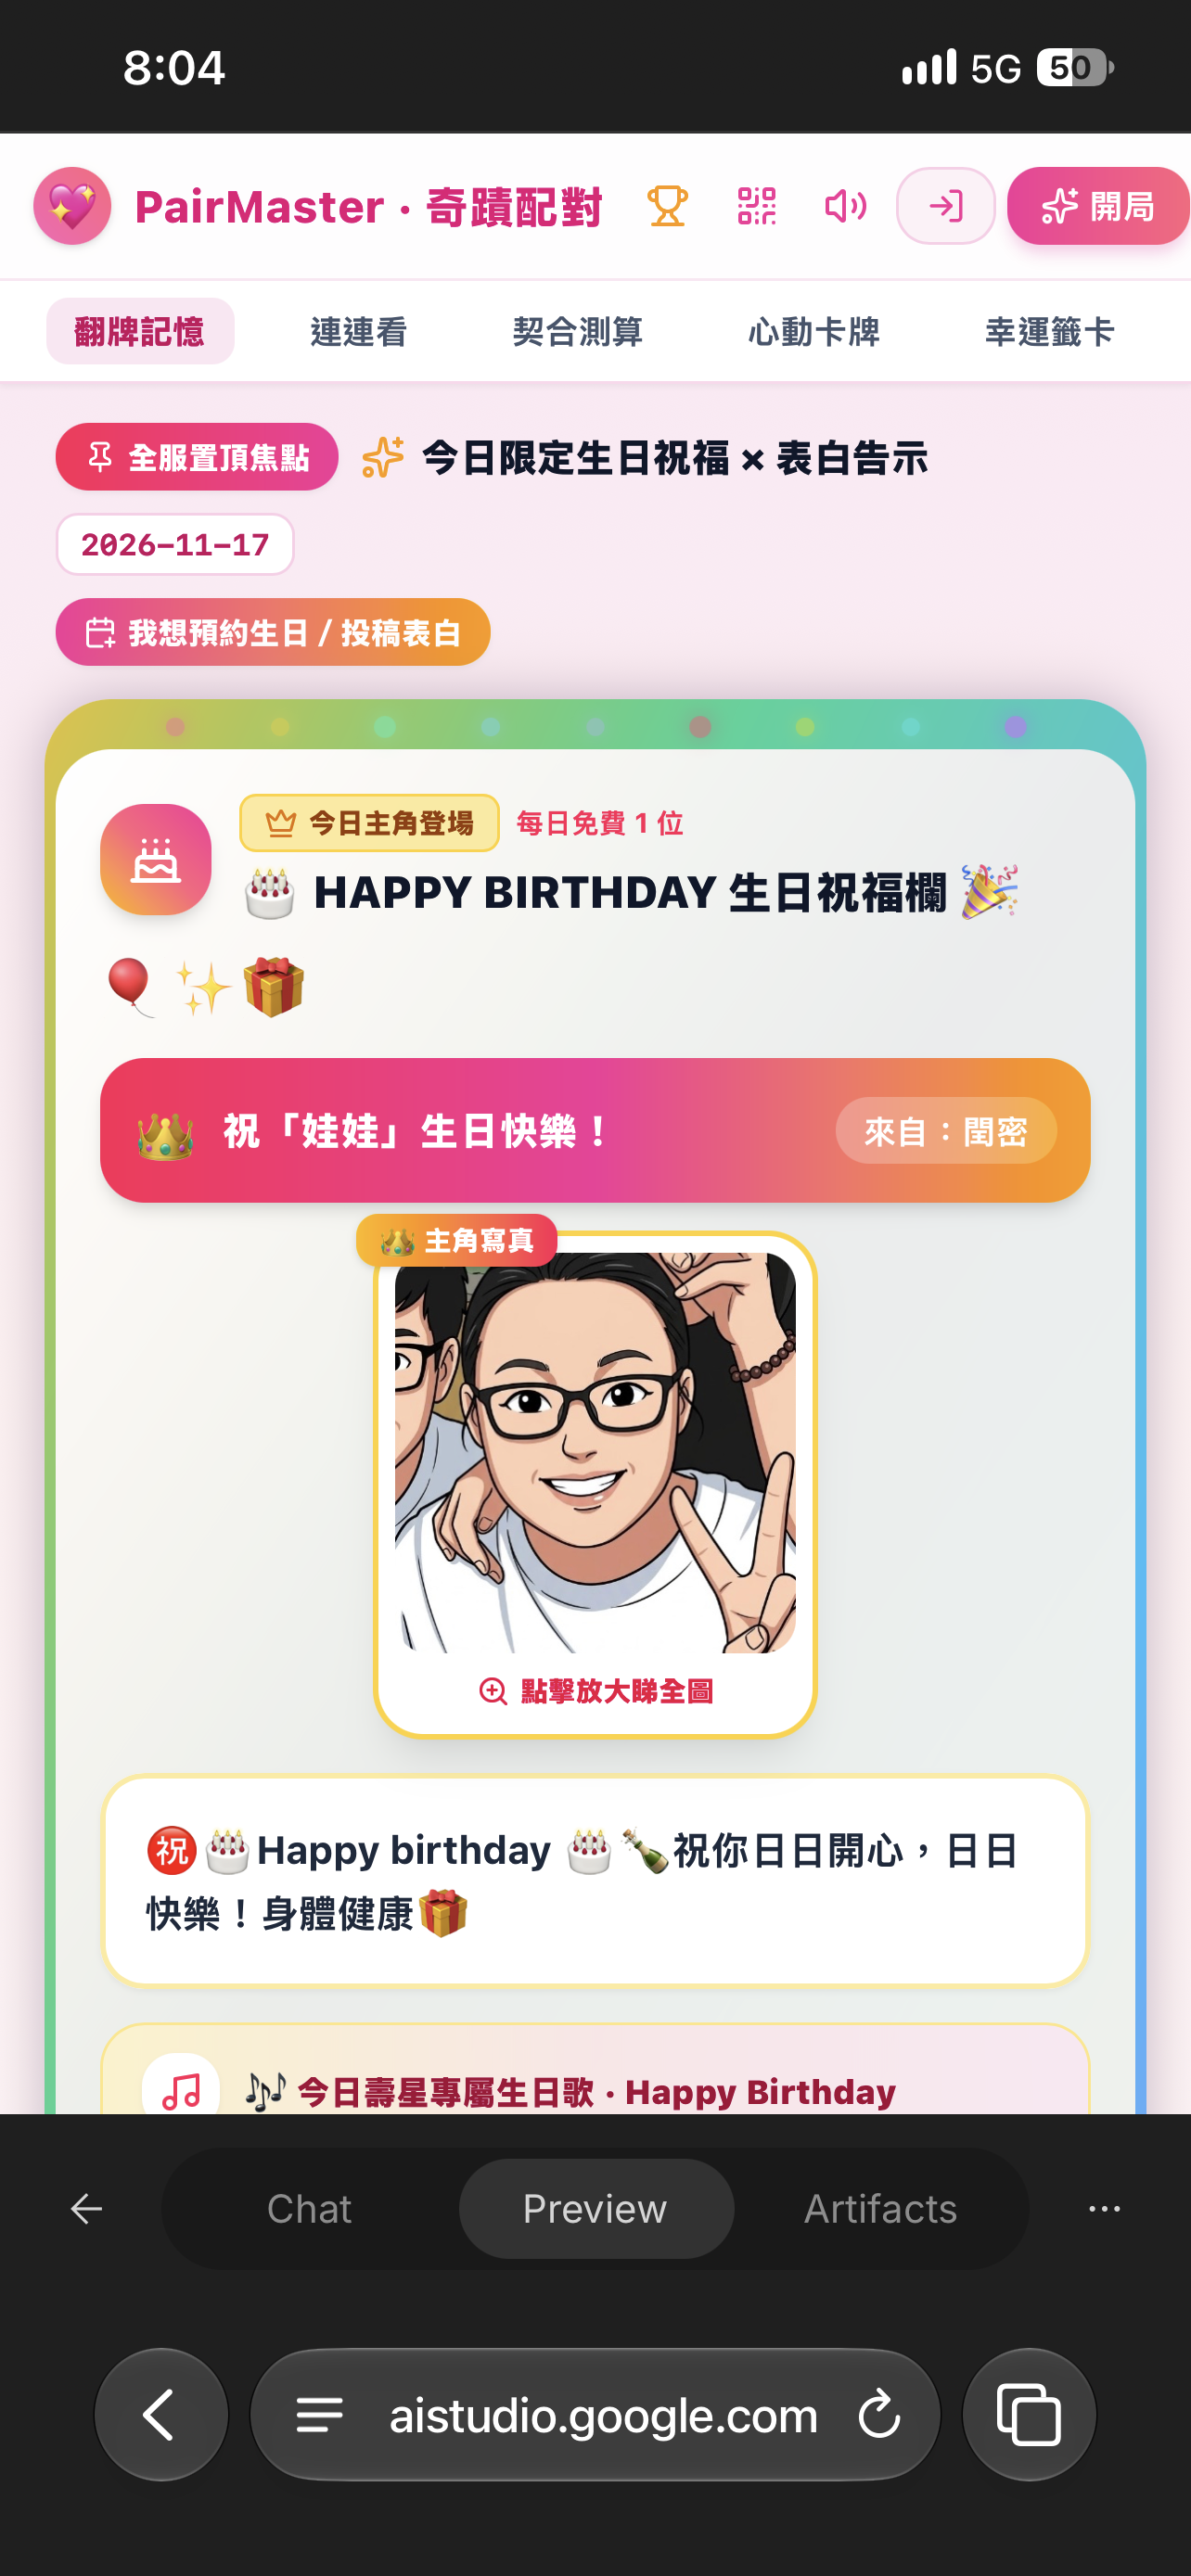 8:04
5G 50
PairMaster · 奇蹟配對
開局
翻牌記憶 連連看 契合測算 心動卡牌 幸運籤卡
全服置頂焦點 今日限定生日祝福 × 表白告示
2026-11-17
我想預約生日 / 投稿表白
今日主角登場 每日免費 1 位
🎂 HAPPY BIRTHDAY 生日祝福欄 🎉
🎈 ✨🎁
👑 祝「娃娃」生日快樂！ 來自：閨密
👑 主角寫真
點擊放大睇全圖
㊗️🎂Happy birthday 🎂🍾祝你日日開心，日日
快樂！身體健康🎁
🎶 今日壽星專屬生日歌 · Happy Birthday
Chat Preview Artifacts
aistudio.google.com